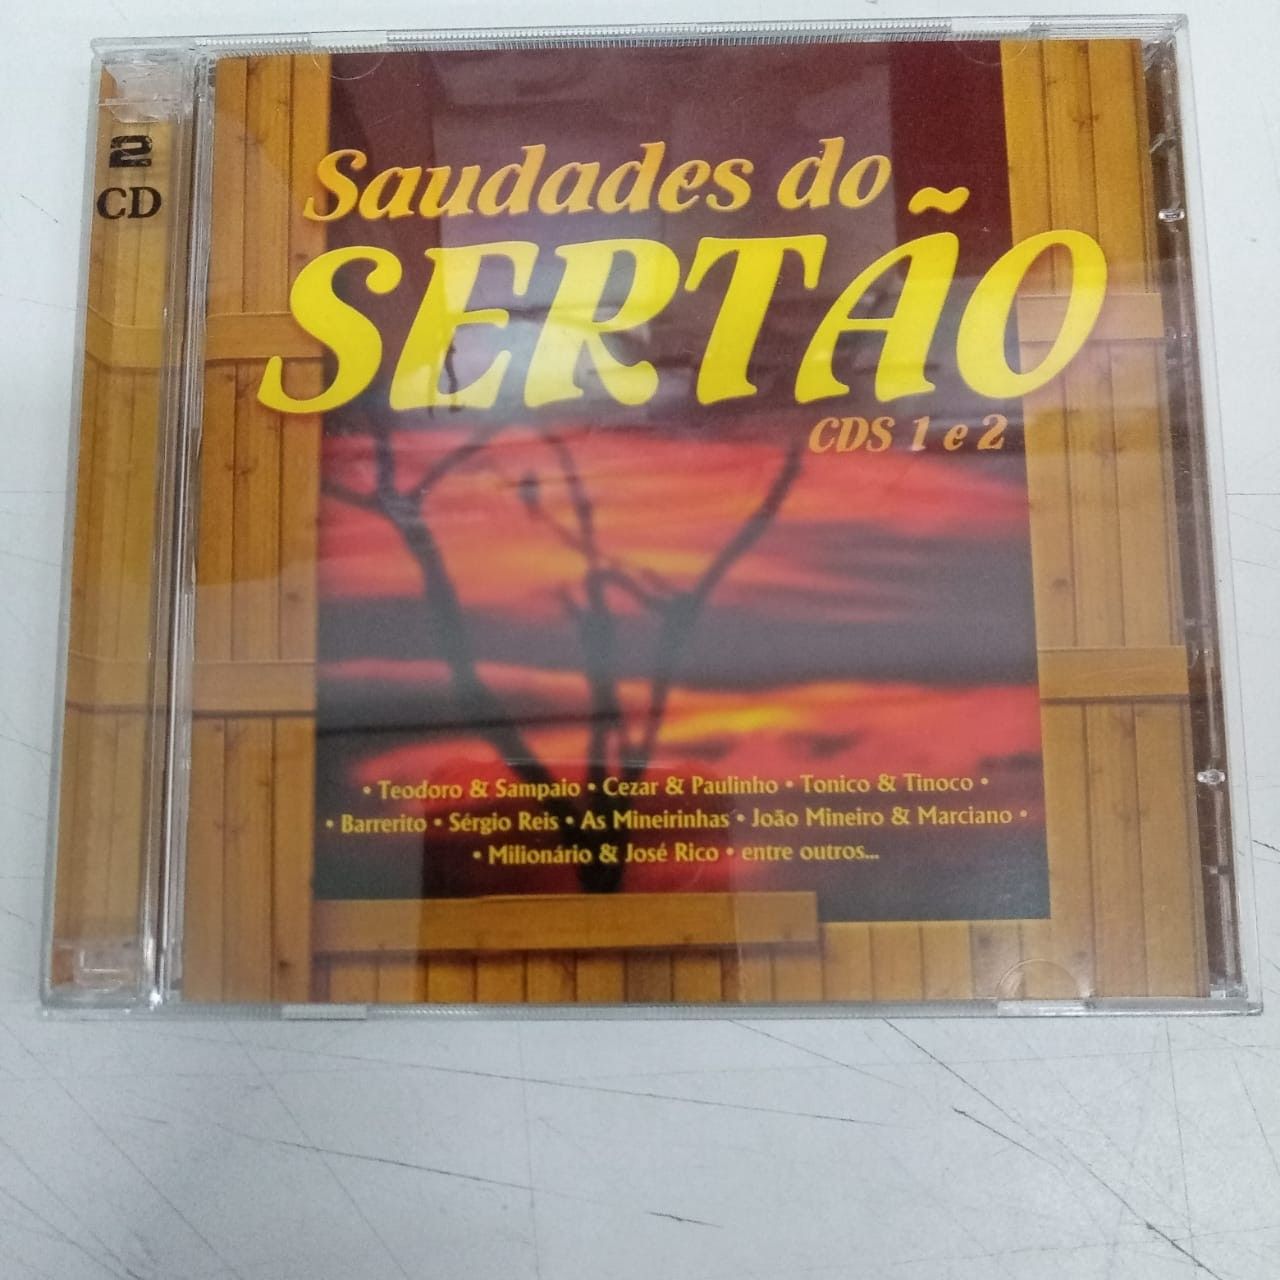 2
CD
Saudades do
SERTÃO
CDS 1 e 2
• Teodoro & Sampaio • Cezar & Paulinho • Tonico & Tinoco •
• Barrerito • Sérgio Reis • As Mineirinhas • João Mineiro & Marciano •
• Milionário & José Rico • entre outros...